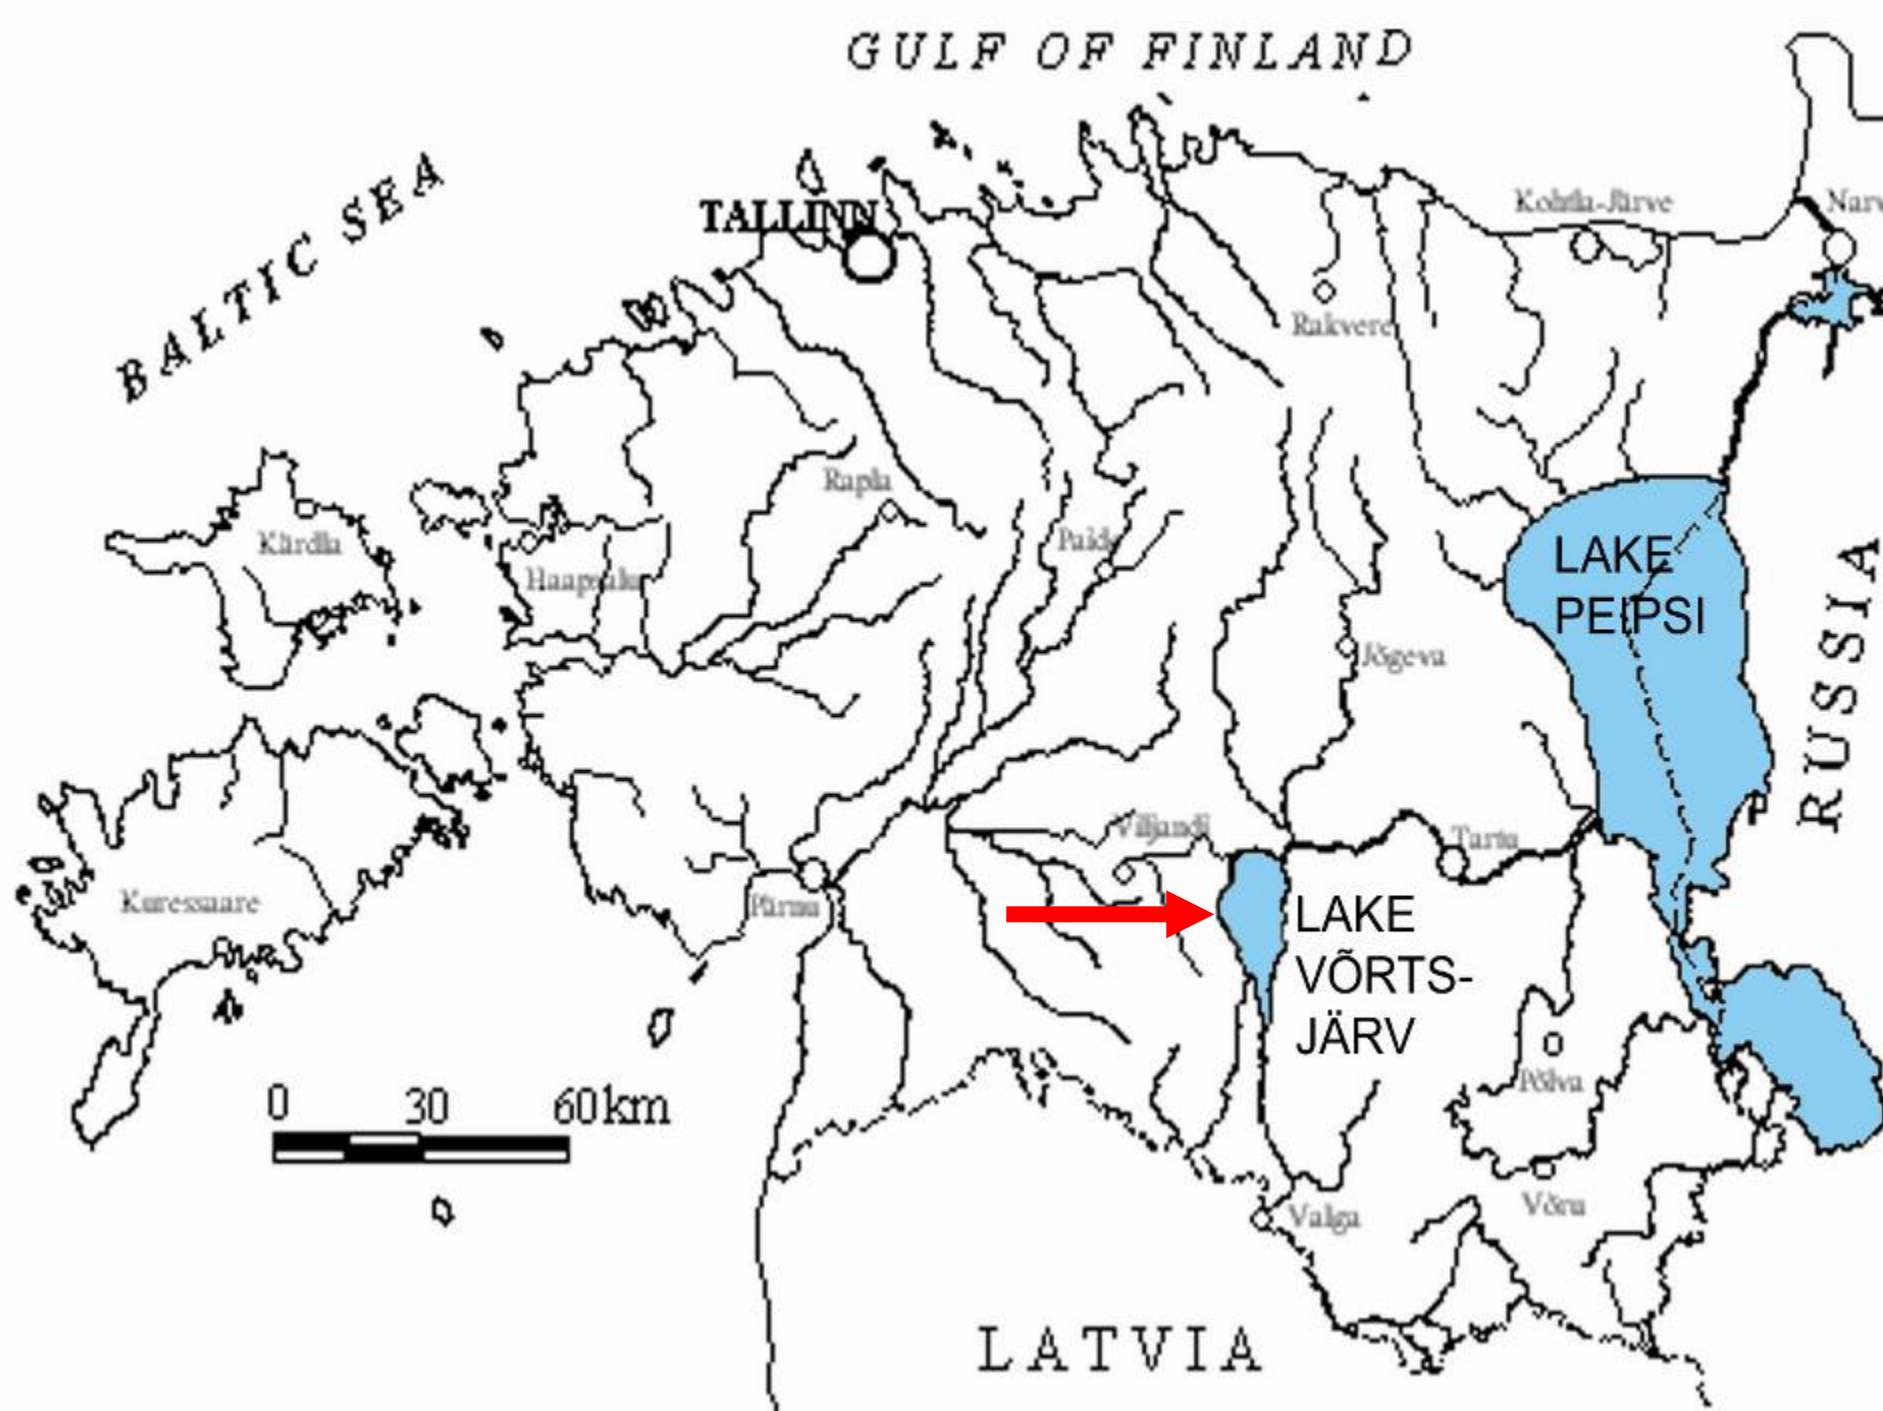 GULF OF FINLAND
BALTIC SEA
TALLINN
Kohtla-Järve
Narv
Rakvere
Rapla
Kärdla
Paide
Haapsalu
LAKE
PEIPSI
RUSSIA
Jõgeva
Viljandi
Tartu
Kuressaare
Pärnu
LAKE
VÕRTS-
JÄRV
0 30 60km
Põlva
Võru
Valga
LATVIA